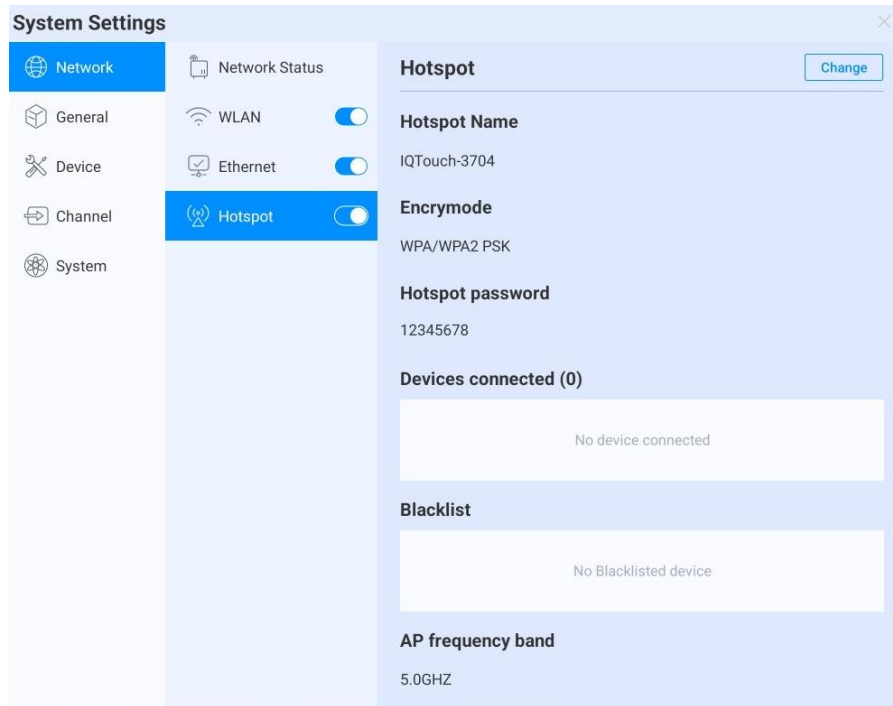 System Settings
Network
General
Device
Channel
System
Network Status
WLAN
Ethernet
Hotspot
Hotspot
Change
Hotspot Name
IQTouch-3704
Encrymode
WPA/WPA2 PSK
Hotspot password
12345678
Devices connected (0)
No device connected
Blacklist
No Blacklisted device
AP frequency band
5.0GHZ